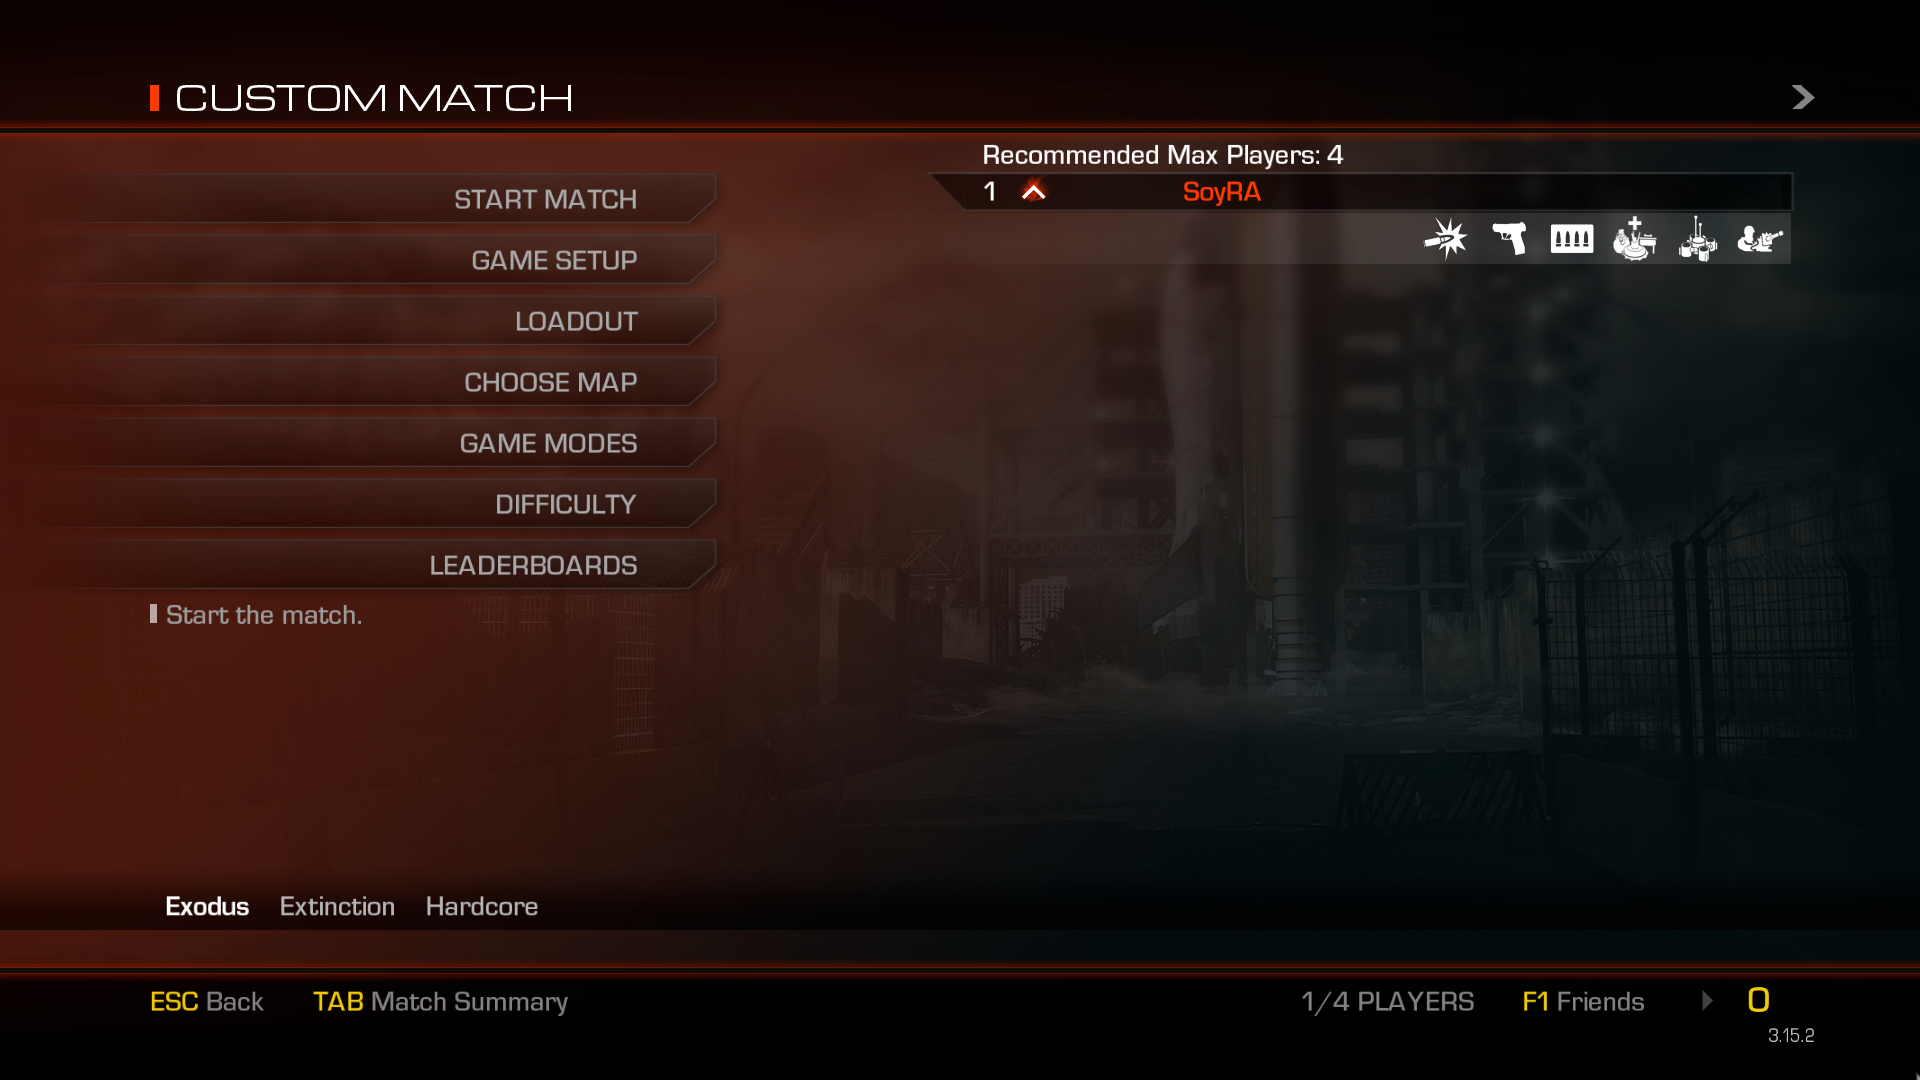 CUSTOM MATCH
Recommended Max Players: 4
1 SoyRA
START MATCH
GAME SETUP
LOADOUT
CHOOSE MAP
GAME MODES
DIFFICULTY
LEADERBOARDS
Start the match.
Exodus Extinction Hardcore
ESC Back TAB Match Summary 1/4 PLAYERS F1 Friends 0
3.15.2